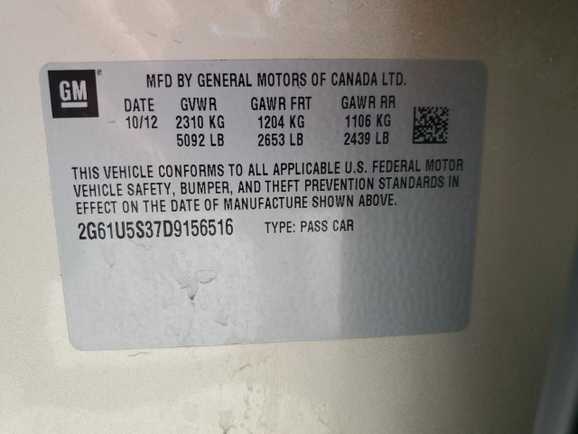 GM
MFD BY GENERAL MOTORS OF CANADA LTD.
DATE GVWR GAWR FRT GAWR RR
10/12 2310 KG 1204 KG 1106 KG
5092 LB 2653 LB 2439 LB
THIS VEHICLE CONFORMS TO ALL APPLICABLE U.S. FEDERAL MOTOR
VEHICLE SAFETY, BUMPER, AND THEFT PREVENTION STANDARDS IN
EFFECT ON THE DATE OF MANUFACTURE SHOWN ABOVE.
2G61U5S37D9156516 TYPE: PASS CAR